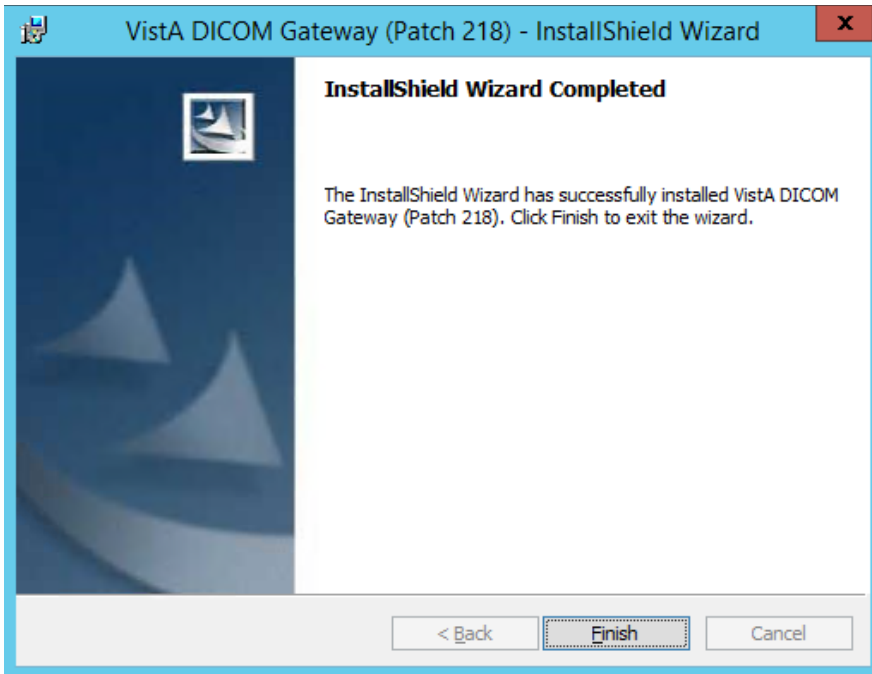 VistA DICOM Gateway (Patch 218) - InstallShield Wizard
x
InstallShield Wizard Completed
The InstallShield Wizard has successfully installed VistA DICOM
Gateway (Patch 218). Click Finish to exit the wizard.
< Back
Finish
Cancel